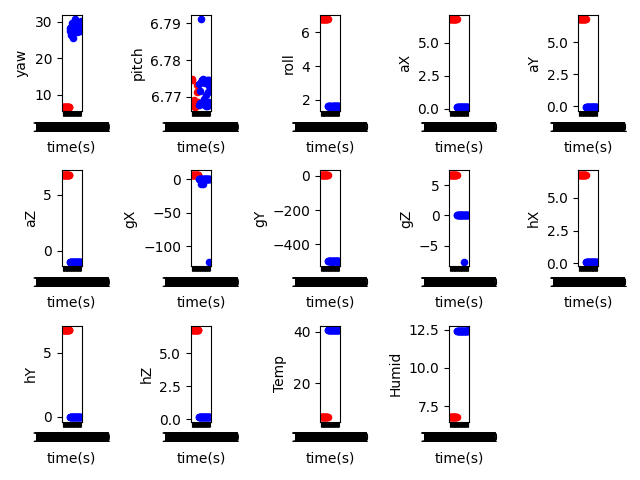 yaw
30
20
10
time(s)
pitch
6.79
6.78
6.77
time(s)
roll
6
4
2
time(s)
aX
5.0
2.5
0.0
time(s)
aY
5.0
2.5
0.0
time(s)
aZ
5
0
time(s)
gX
0
−50
−100
time(s)
gY
0
−200
−400
time(s)
gZ
5
0
−5
time(s)
hX
5.0
2.5
0.0
time(s)
hY
5
0
time(s)
hZ
5.0
2.5
0.0
time(s)
Temp
40
20
time(s)
Humid
12.5
10.0
7.5
time(s)